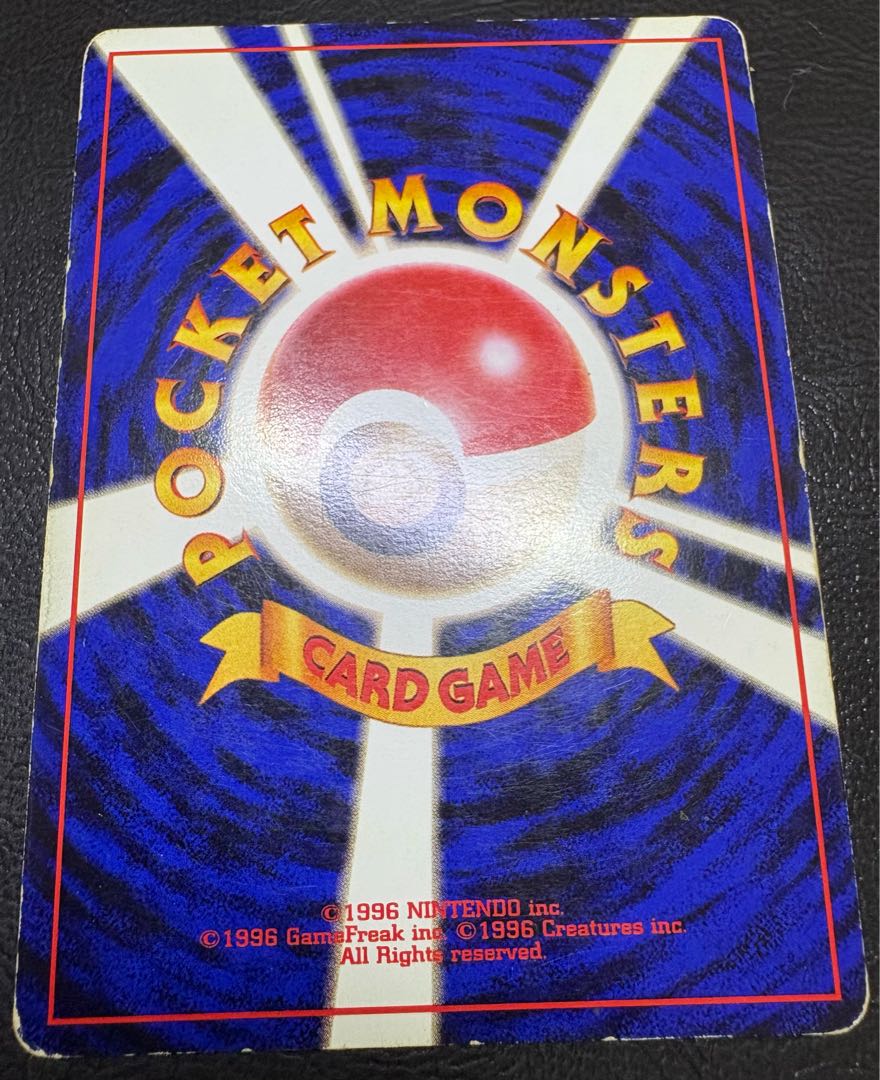 POCKET MONSTERS
CARD GAME
©1996 NINTENDO inc.
©1996 GameFreak inc. ©1996 Creatures inc.
All Rights reserved.